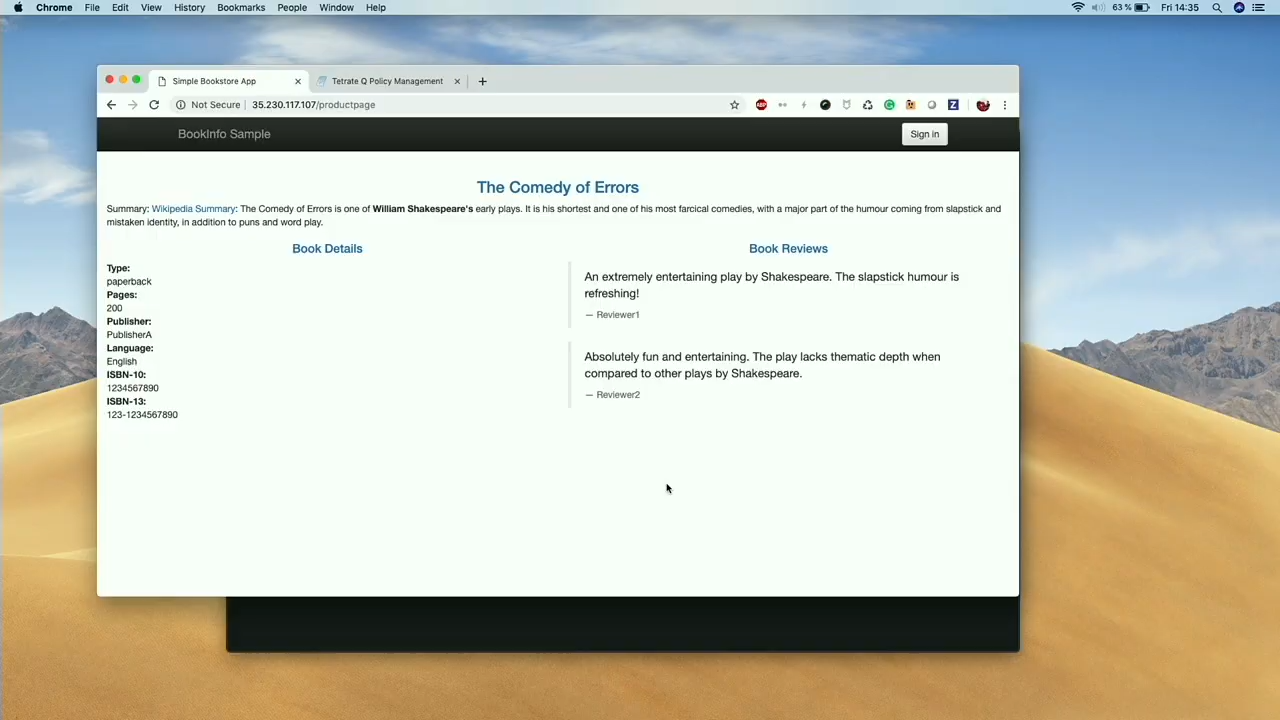 Chrome File Edit View History Bookmarks People Window Help 63 % Fri 14:35
Simple Bookstore App Tetrate Q Policy Management
Not Secure 35.230.117.107/productpage ABP Z
BookInfo Sample Sign in
The Comedy of Errors
Summary: Wikipedia Summary: The Comedy of Errors is one of William Shakespeare's early plays. It is his shortest and one of his most farcical comedies, with a major part of the humour coming from slapstick and
mistaken identity, in addition to puns and word play.
Book Details
Type:
paperback
Pages:
200
Publisher:
PublisherA
Language:
English
ISBN-10:
1234567890
ISBN-13:
123-1234567890
Book Reviews
An extremely entertaining play by Shakespeare. The slapstick humour is
refreshing!
— Reviewer1
Absolutely fun and entertaining. The play lacks thematic depth when
compared to other plays by Shakespeare.
— Reviewer2